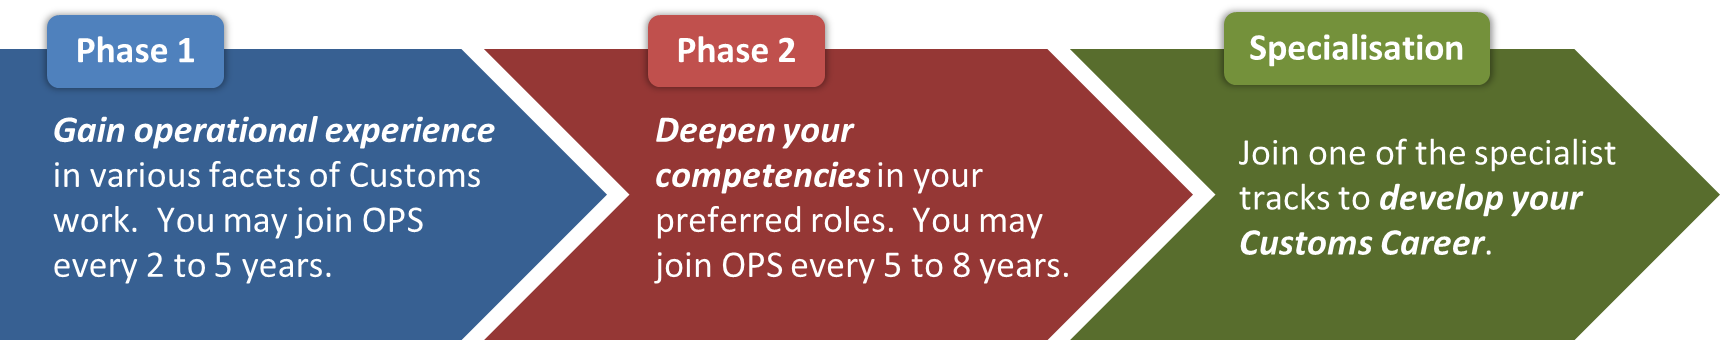 Phase 1
Gain operational experience
in various facets of Customs
work.  You may join OPS
every 2 to 5 years.
Phase 2
Deepen your
competencies in your
preferred roles.  You may
join OPS every 5 to 8 years.
Specialisation
Join one of the specialist
tracks to develop your
Customs Career.